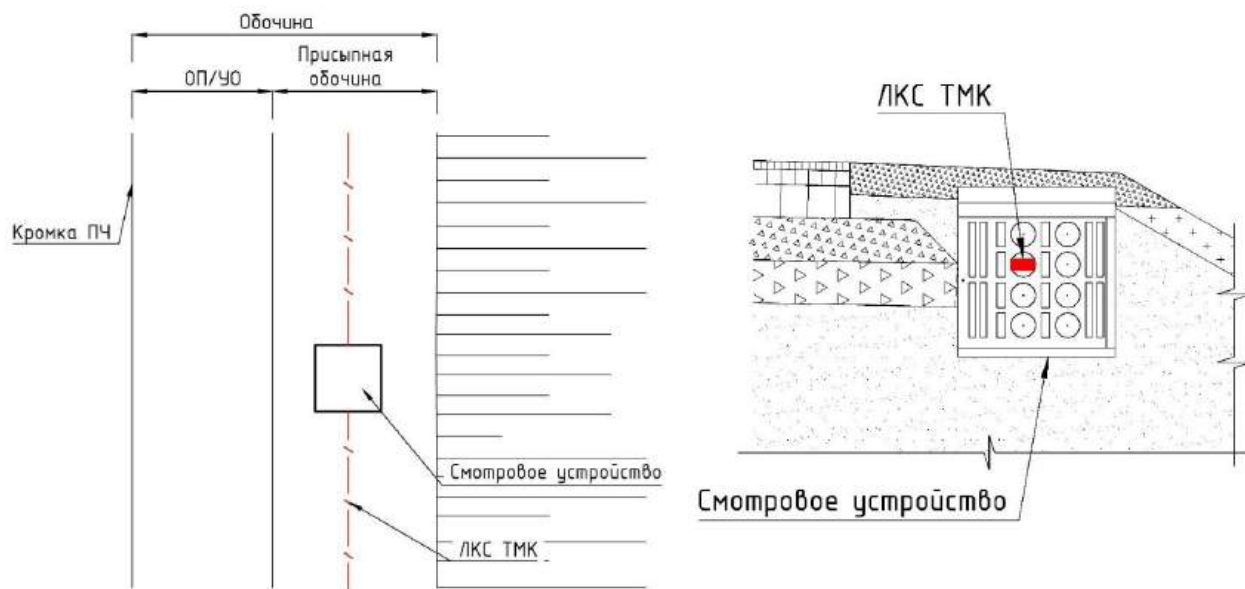 Обочина
ОП/УО
Присыпная
обочина
Кромка ПЧ
Смотровое устройство
ЛКС ТМК
ЛКС ТМК
Смотровое устройство